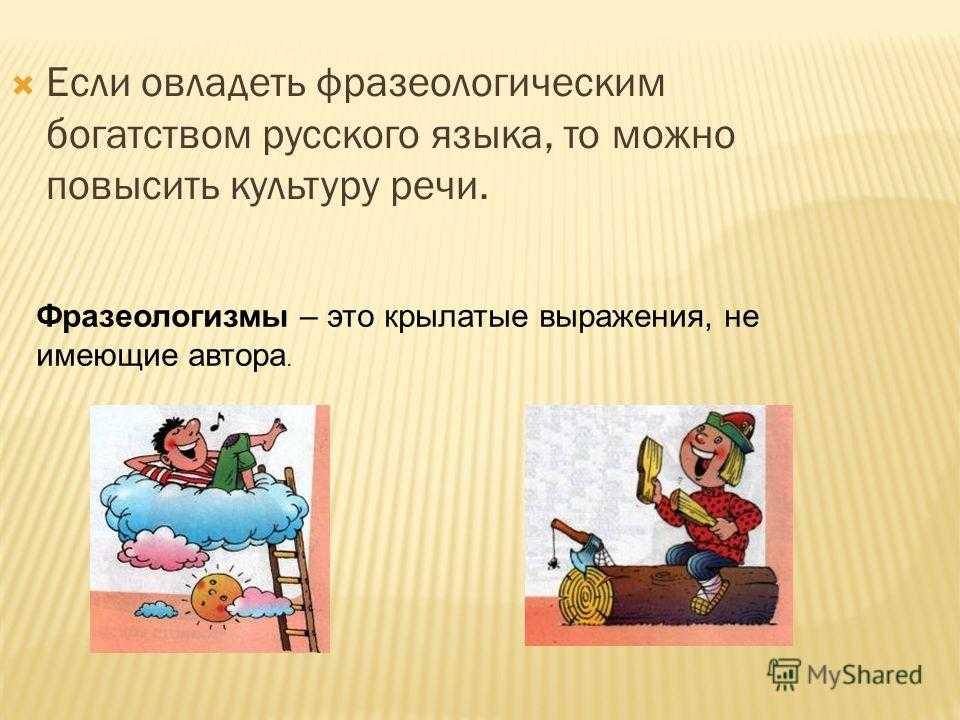 Если овладеть фразеологическим
богатством русского языка, то можно
повысить культуру речи.
Фразеологизмы – это крылатые выражения, не
имеющие автора.
MyShared